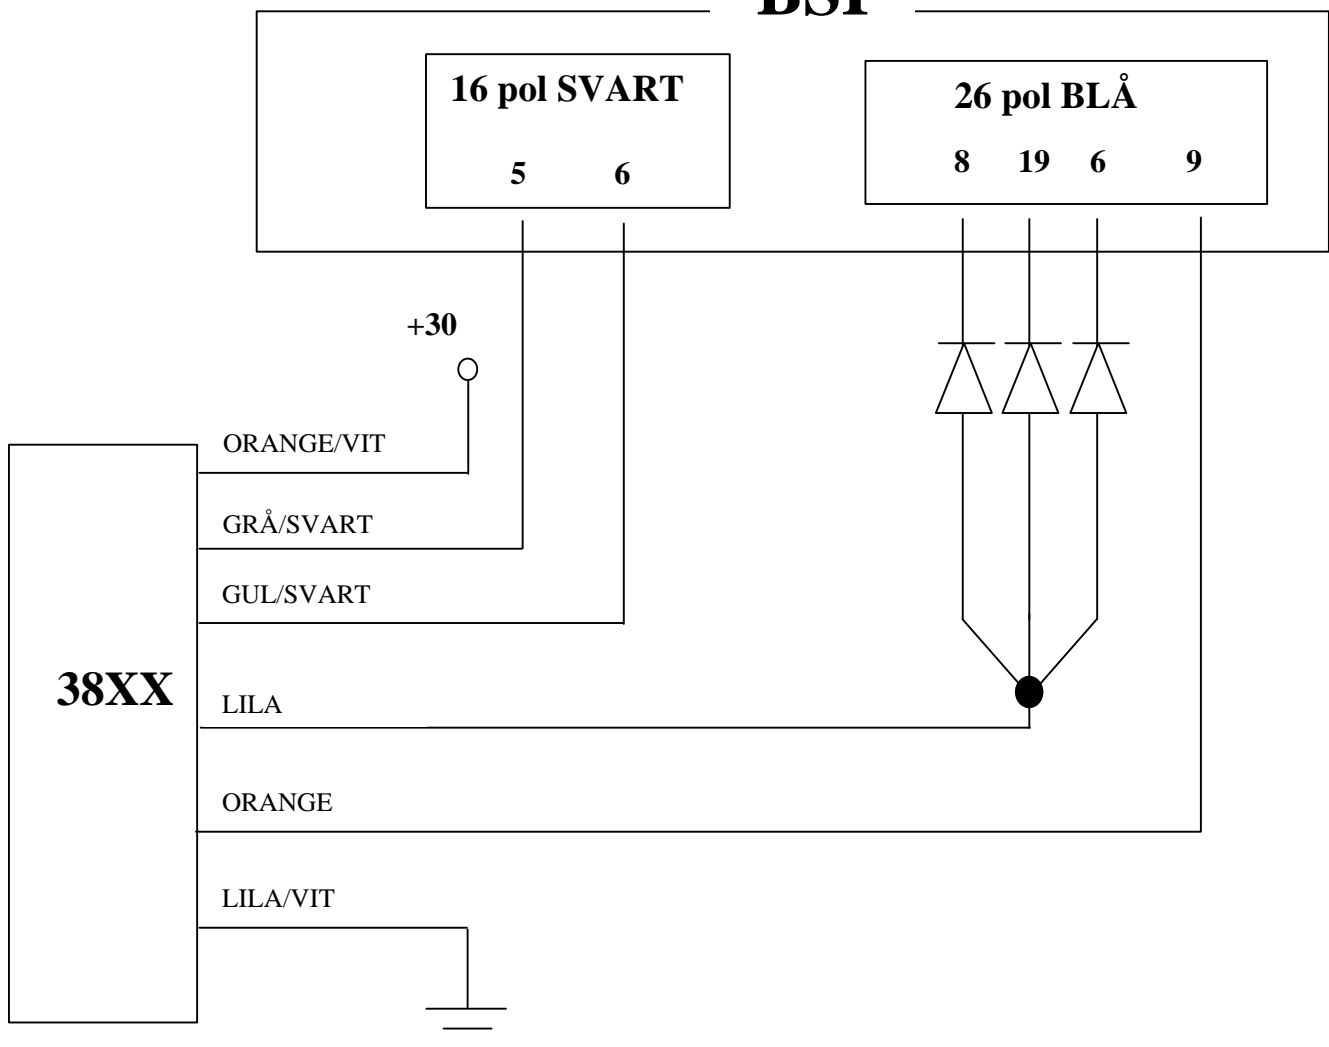 BSI
16 pol SVART
26 pol BLÅ
8 19 6 9
5 6
+30
ORANGE/VIT
GRÅ/SVART
GUL/SVART
38XX
LILA
ORANGE
LILA/VIT